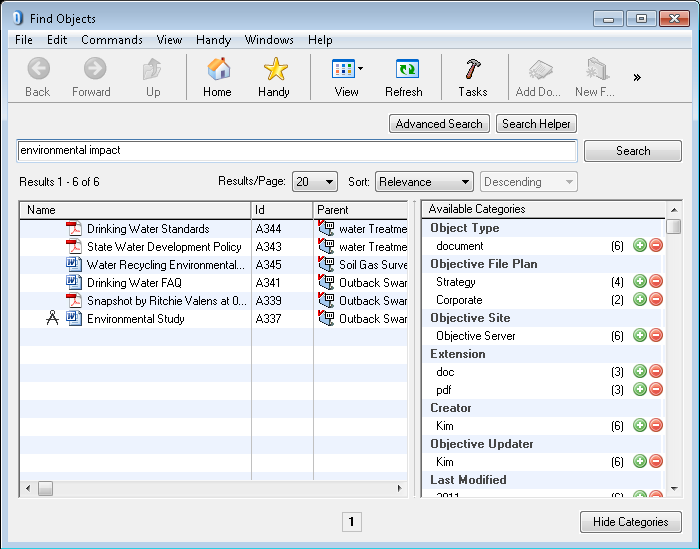 Find Objects
File Edit Commands View Handy Windows Help
Back Forward Up Home Handy View Refresh Tasks Add Do... New F... »
Advanced Search Search Helper
environmental impact Search
Results 1 - 6 of 6 Results/Page: 20 Sort: Relevance Descending
Name Id Parent
Drinking Water Standards A344 water Treatme
State Water Development Policy A343 water Treatme
Water Recycling Environmental... A345 Soil Gas Surve
Drinking Water FAQ A341 Outback Swar
Snapshot by Ritchie Valens at 0... A339 Outback Swar
Environmental Study A337 Outback Swar
Available Categories
Object Type
document (6)
Objective File Plan
Strategy (4)
Corporate (2)
Objective Site
Objective Server (6)
Extension
doc (3)
pdf (3)
Creator
Kim (6)
Objective Updater
Kim (6)
Last Modified
2011 (6)
1
Hide Categories